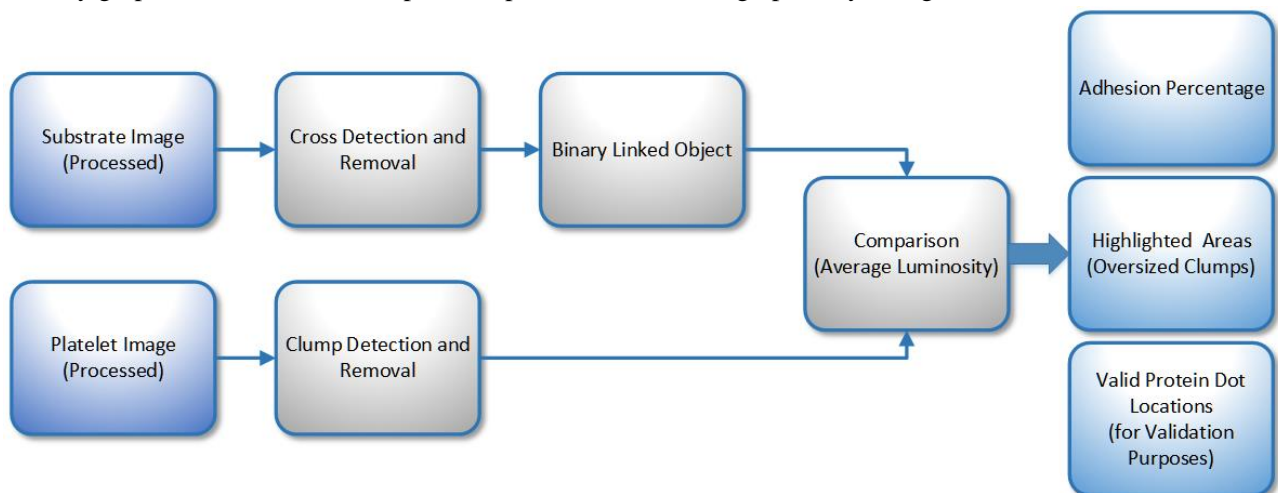 Substrate Image
(Processed)
Cross Detection and
Removal
Binary Linked Object
Platelet Image
(Processed)
Clump Detection and
Removal
Comparison
(Average Luminosity)
Adhesion Percentage
Highlighted Areas
(Oversized Clumps)
Valid Protein Dot
Locations
(for Validation
Purposes)